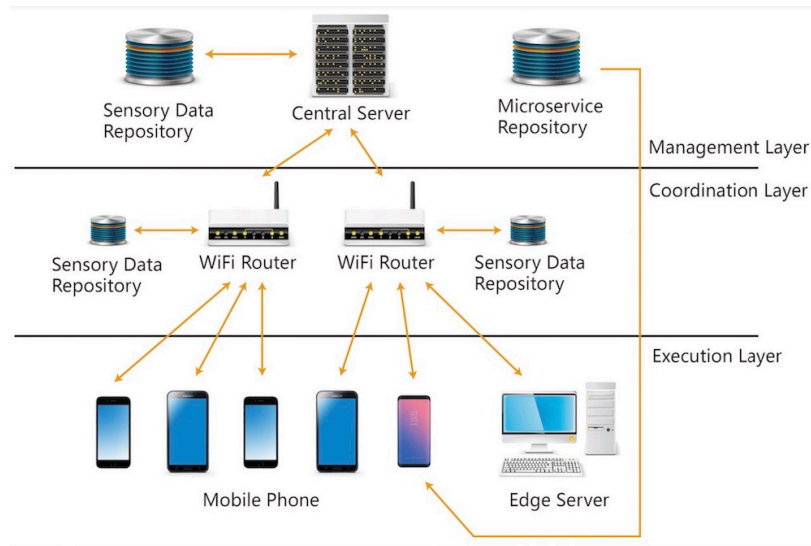 Sensory Data
Repository
Central Server
Microservice
Repository
Management Layer
Coordination Layer
Sensory Data
Repository
WiFi Router
WiFi Router
Sensory Data
Repository
Execution Layer
Mobile Phone
Edge Server